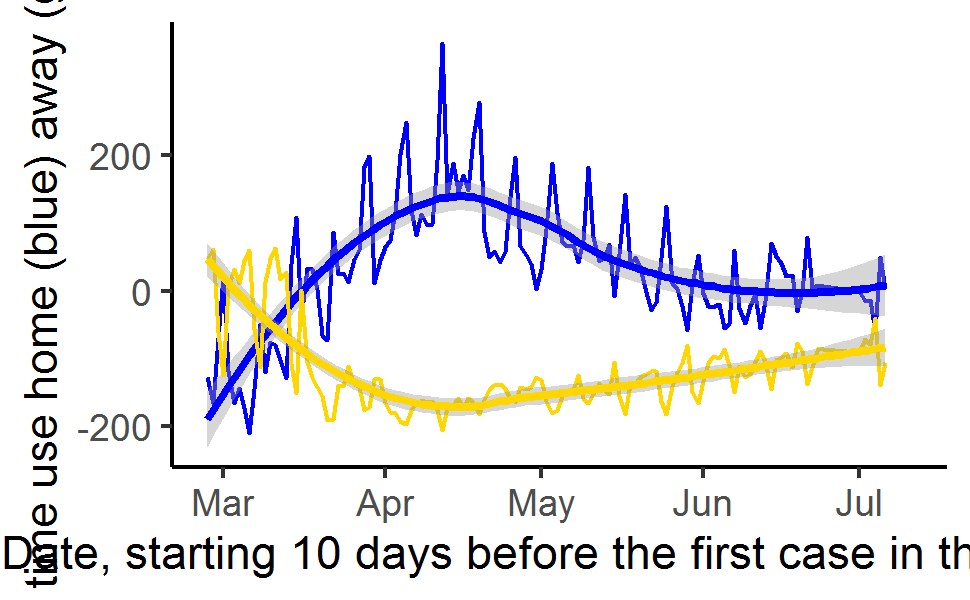 time use home (blue) away (
200
0
-200
Mar Apr May Jun Jul
Date, starting 10 days before the first case in th